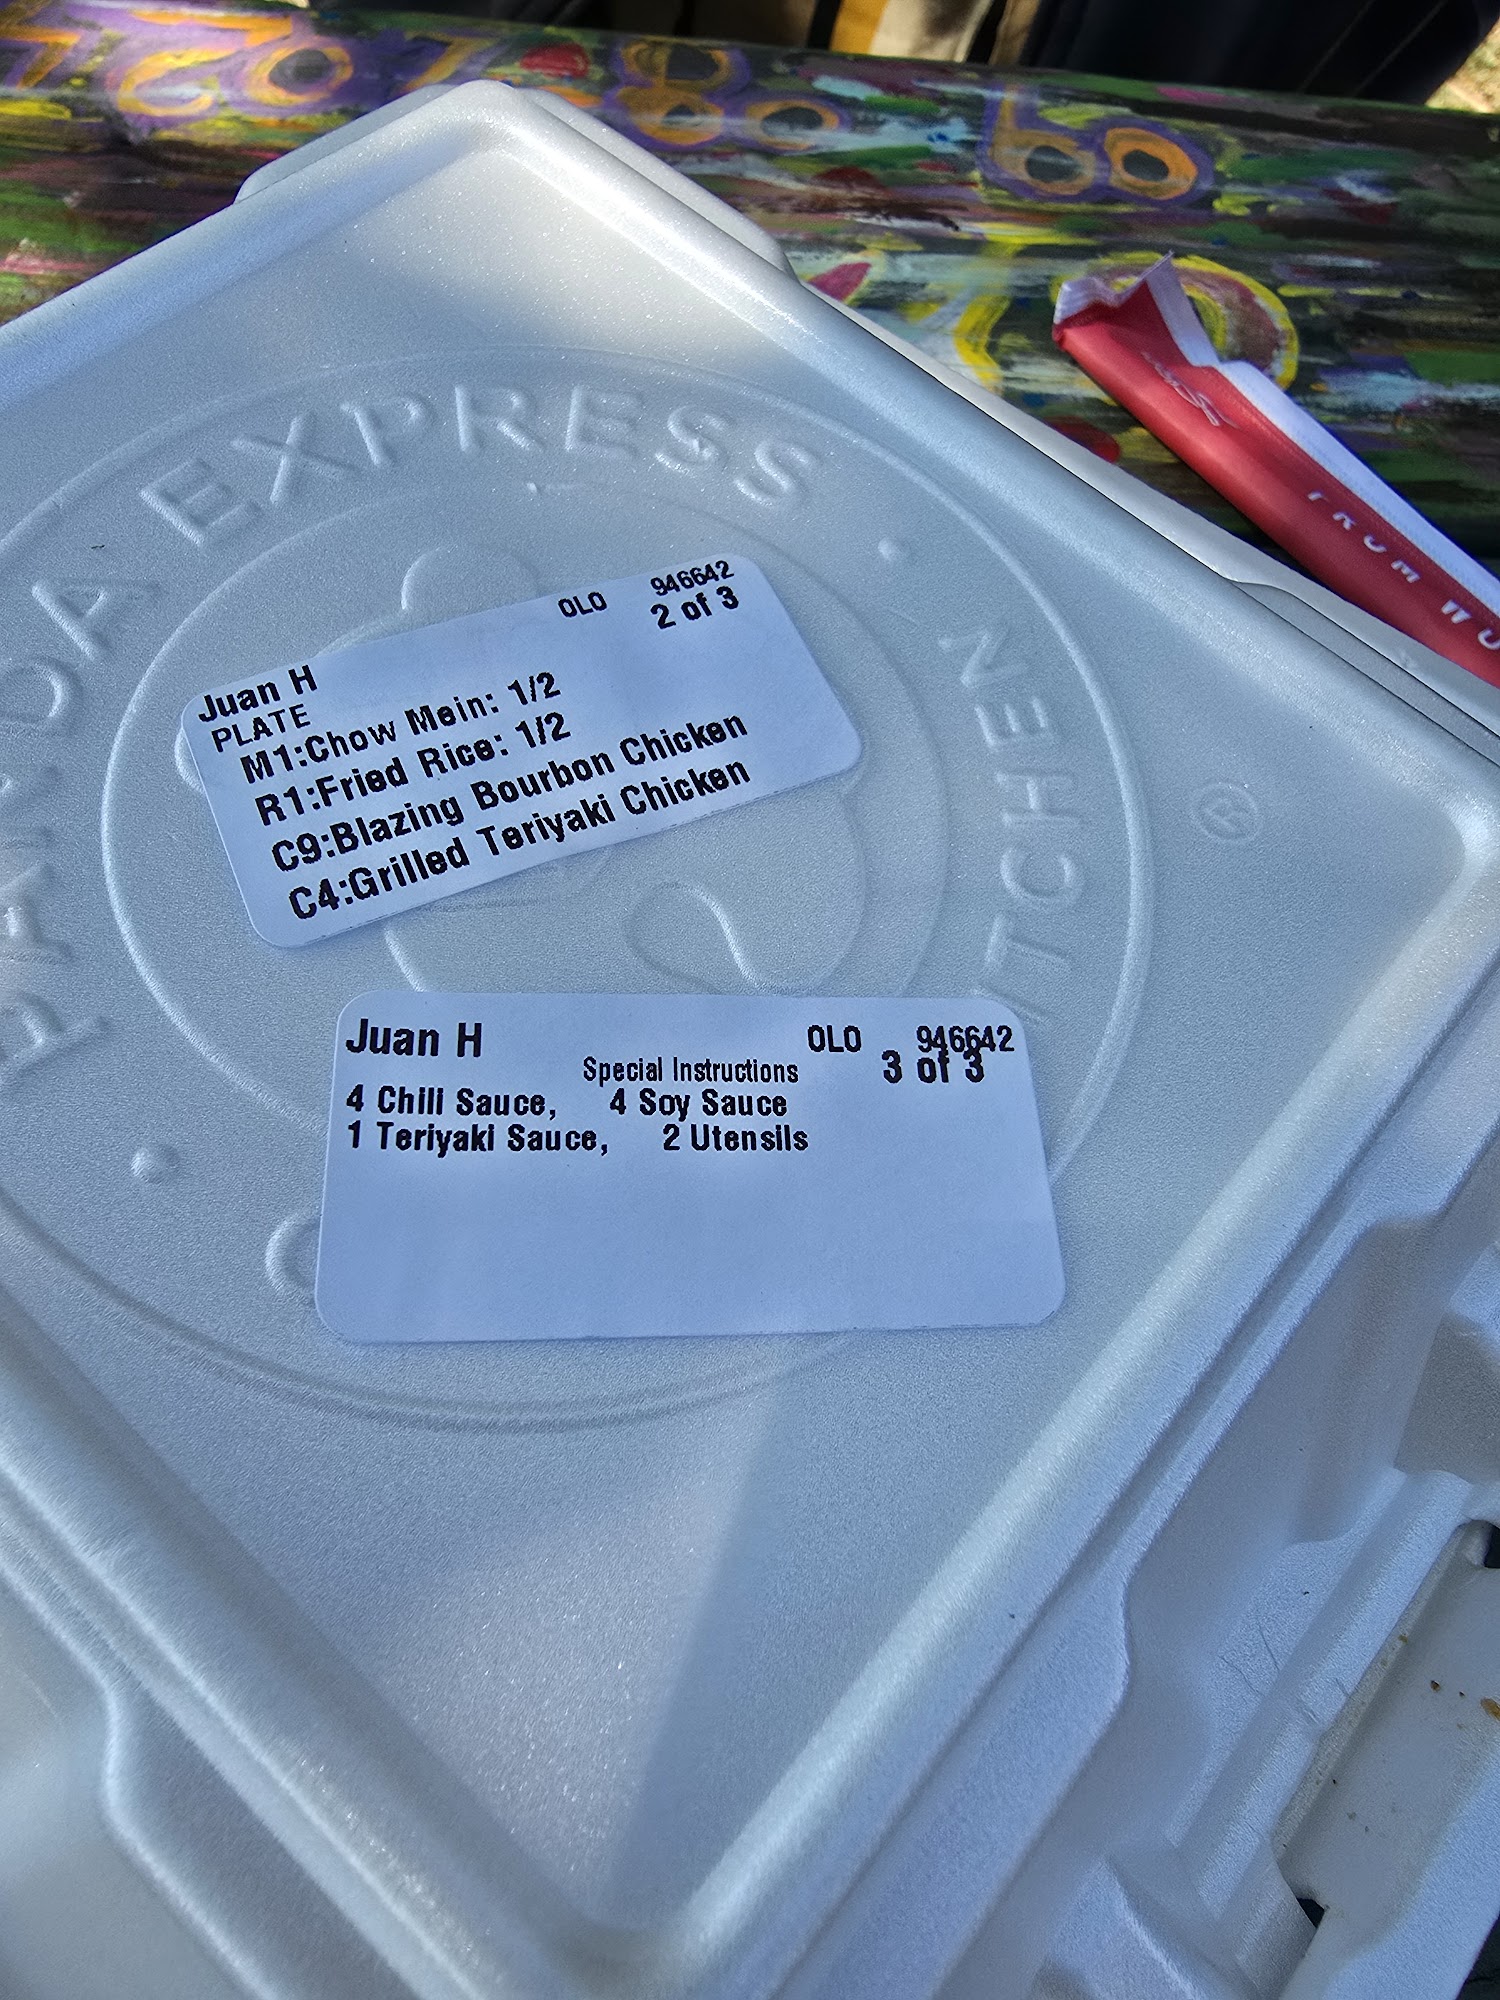 PANDA EXPRESS
OLO 946642
2 of 3
Juan H
PLATE
M1:Chow Mein: 1/2
R1:Fried Rice: 1/2
C9:Blazing Bourbon Chicken
C4:Grilled Teriyaki Chicken
Juan H OLO 946642
Special Instructions 3 of 3
4 Chili Sauce, 4 Soy Sauce
1 Teriyaki Sauce, 2 Utensils
FROM